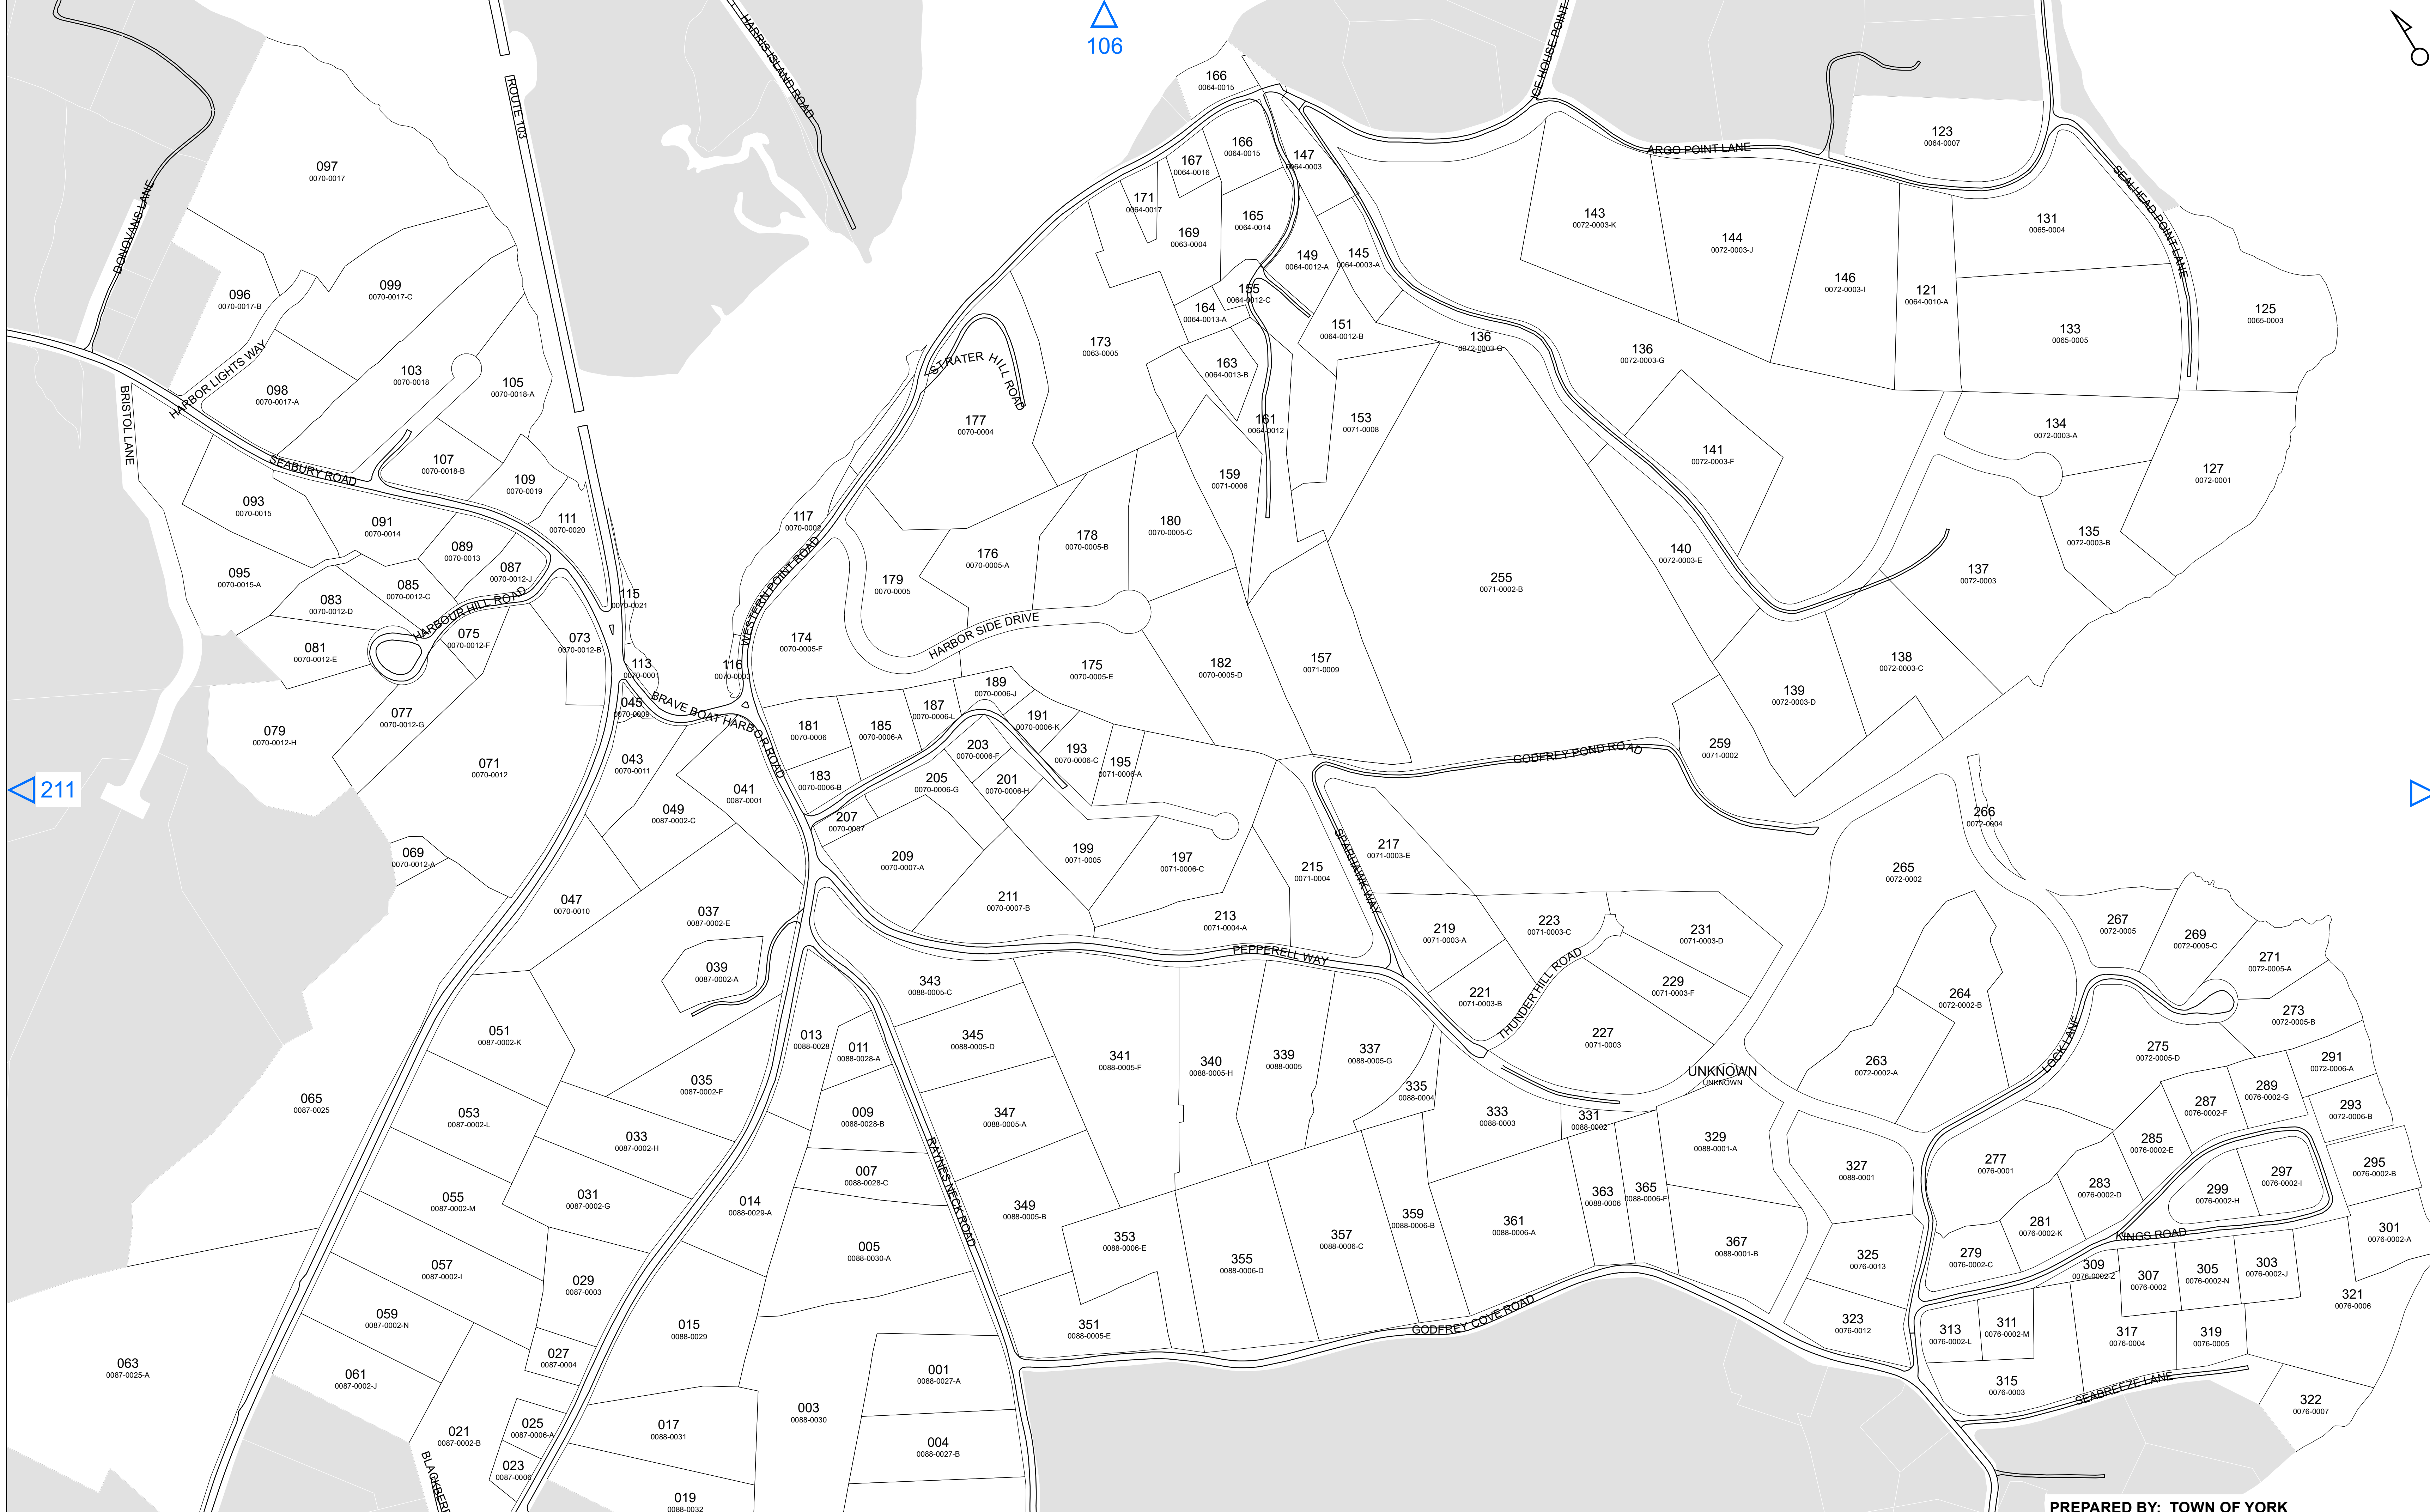 106
HARRIS ISLAND ROAD
ROUTE 103
ICE HOUSE POINT
166
0064-0015
123
0064-0007
097
0070-0017
166
0064-0015
167
0064-0016
147
0064-0003
ARGO POINT LANE
SEALHEAD POINT LANE
DONOVANS LANE
171
0064-0017
169
0063-0004
165
0064-0014
143
0072-0003-K
144
0072-0003-J
131
0065-0004
149
0064-0012-A
145
0064-0003-A
146
0072-0003-I
121
0064-0010-A
096
0070-0017-B
099
0070-0017-C
155
0064-0012-C
164
0064-0013-A
151
0064-0012-B
136
0072-0003-G
136
0072-0003-G
133
0065-0005
125
0065-0003
173
0063-0005
STRATER HILL ROAD
163
0064-0013-B
HARBOR LIGHTS WAY
098
0070-0017-A
103
0070-0018
105
0070-0018-A
BRISTOL LANE
177
0070-0004
161
0064-0012
153
0071-0008
134
0072-0003-A
141
0072-0003-F
127
0072-0001
SEABURY ROAD
107
0070-0018-B
109
0070-0019
159
0071-0006
093
0070-0015
091
0070-0014
111
0070-0020
117
0070-0002
178
0070-0005-B
180
0070-0005-C
135
0072-0003-B
089
0070-0013
087
0070-0012-J
176
0070-0005-A
140
0072-0003-E
095
0070-0015-A
085
0070-0012-C
179
0070-0005
255
0071-0002-B
137
0072-0003
083
0070-0012-D
HARBOUR HILL ROAD
115
0070-0021
WESTERN POINT ROAD
081
0070-0012-E
075
0070-0012-F
073
0070-0012-B
174
0070-0005-F
HARBOR SIDE DRIVE
113
0070-0001
116
0070-0003
175
0070-0005-E
182
0070-0005-D
157
0071-0009
138
0072-0003-C
139
0072-0003-D
045
0070-0009
BRAVE BOAT HARBOR ROAD
189
0070-0006-J
187
0070-0006-L
191
0070-0006-K
077
0070-0012-G
079
0070-0012-H
181
0070-0006
185
0070-0006-A
203
0070-0006-F
193
0070-0006-C
195
0071-0006-A
GODFREY POND ROAD
259
0071-0002
071
0070-0012
043
0070-0011
183
0070-0006-B
205
0070-0006-G
201
0070-0006-H
211
041
0087-0001
049
0087-0002-C
207
0070-0007
266
0072-0004
069
0070-0012-A
209
0070-0007-A
199
0071-0005
197
0071-0006-C
SPARHAWK WAY
217
0071-0003-E
215
0071-0004
265
0072-0002
047
0070-0010
037
0087-0002-E
211
0070-0007-B
213
0071-0004-A
219
0071-0003-A
223
0071-0003-C
231
0071-0003-D
267
0072-0005
269
0072-0005-C
PEPPERELL WAY
THUNDER HILL ROAD
271
0072-0005-A
039
0087-0002-A
343
0088-0005-C
221
0071-0003-B
229
0071-0003-F
264
0072-0002-B
273
0072-0005-B
051
0087-0002-K
013
0088-0028
011
0088-0028-A
345
0088-0005-D
341
0088-0005-F
340
0088-0005-H
339
0088-0005
337
0088-0005-G
227
0071-0003
263
0072-0002-A
LOCK LANE
275
0072-0005-D
291
0072-0006-A
UNKNOWN
UNKNOWN
335
0088-0004
035
0087-0002-F
289
0076-0002-G
287
0076-0002-F
293
0072-0006-B
065
0087-0025
053
0087-0002-L
009
0088-0028-B
347
0088-0005-A
333
0088-0003
331
0088-0002
033
0087-0002-H
329
0088-0001-A
285
0076-0002-E
RAYNES NECK ROAD
007
0088-0028-C
327
0088-0001
277
0076-0001
295
0076-0002-B
297
0076-0002-I
055
0087-0002-M
031
0087-0002-G
014
0088-0029-A
349
0088-0005-B
363
0088-0006
365
0088-0006-F
283
0076-0002-D
299
0076-0002-H
359
0088-0006-B
361
0088-0006-A
281
0076-0002-K
301
0076-0002-A
KINGS ROAD
005
0088-0030-A
353
0088-0006-E
357
0088-0006-C
355
0088-0006-D
367
0088-0001-B
279
0076-0002-C
325
0076-0013
309
0076-0002-Z
307
0076-0002
305
0076-0002-N
303
0076-0002-J
057
0087-0002-I
029
0087-0003
321
0076-0006
059
0087-0002-N
015
0088-0029
351
0088-0005-E
GODFREY COVE ROAD
323
0076-0012
313
0076-0002-L
311
0076-0002-M
317
0076-0004
319
0076-0005
027
0087-0004
063
0087-0025-A
061
0087-0002-J
001
0088-0027-A
315
0076-0003
SEABREEZE LANE
322
0076-0007
003
0088-0030
017
0088-0031
025
0087-0006-A
021
0087-0002-B
004
0088-0027-B
BLACKBERR
023
0087-0006
019
0088-0032
PREPARED BY: TOWN OF YORK